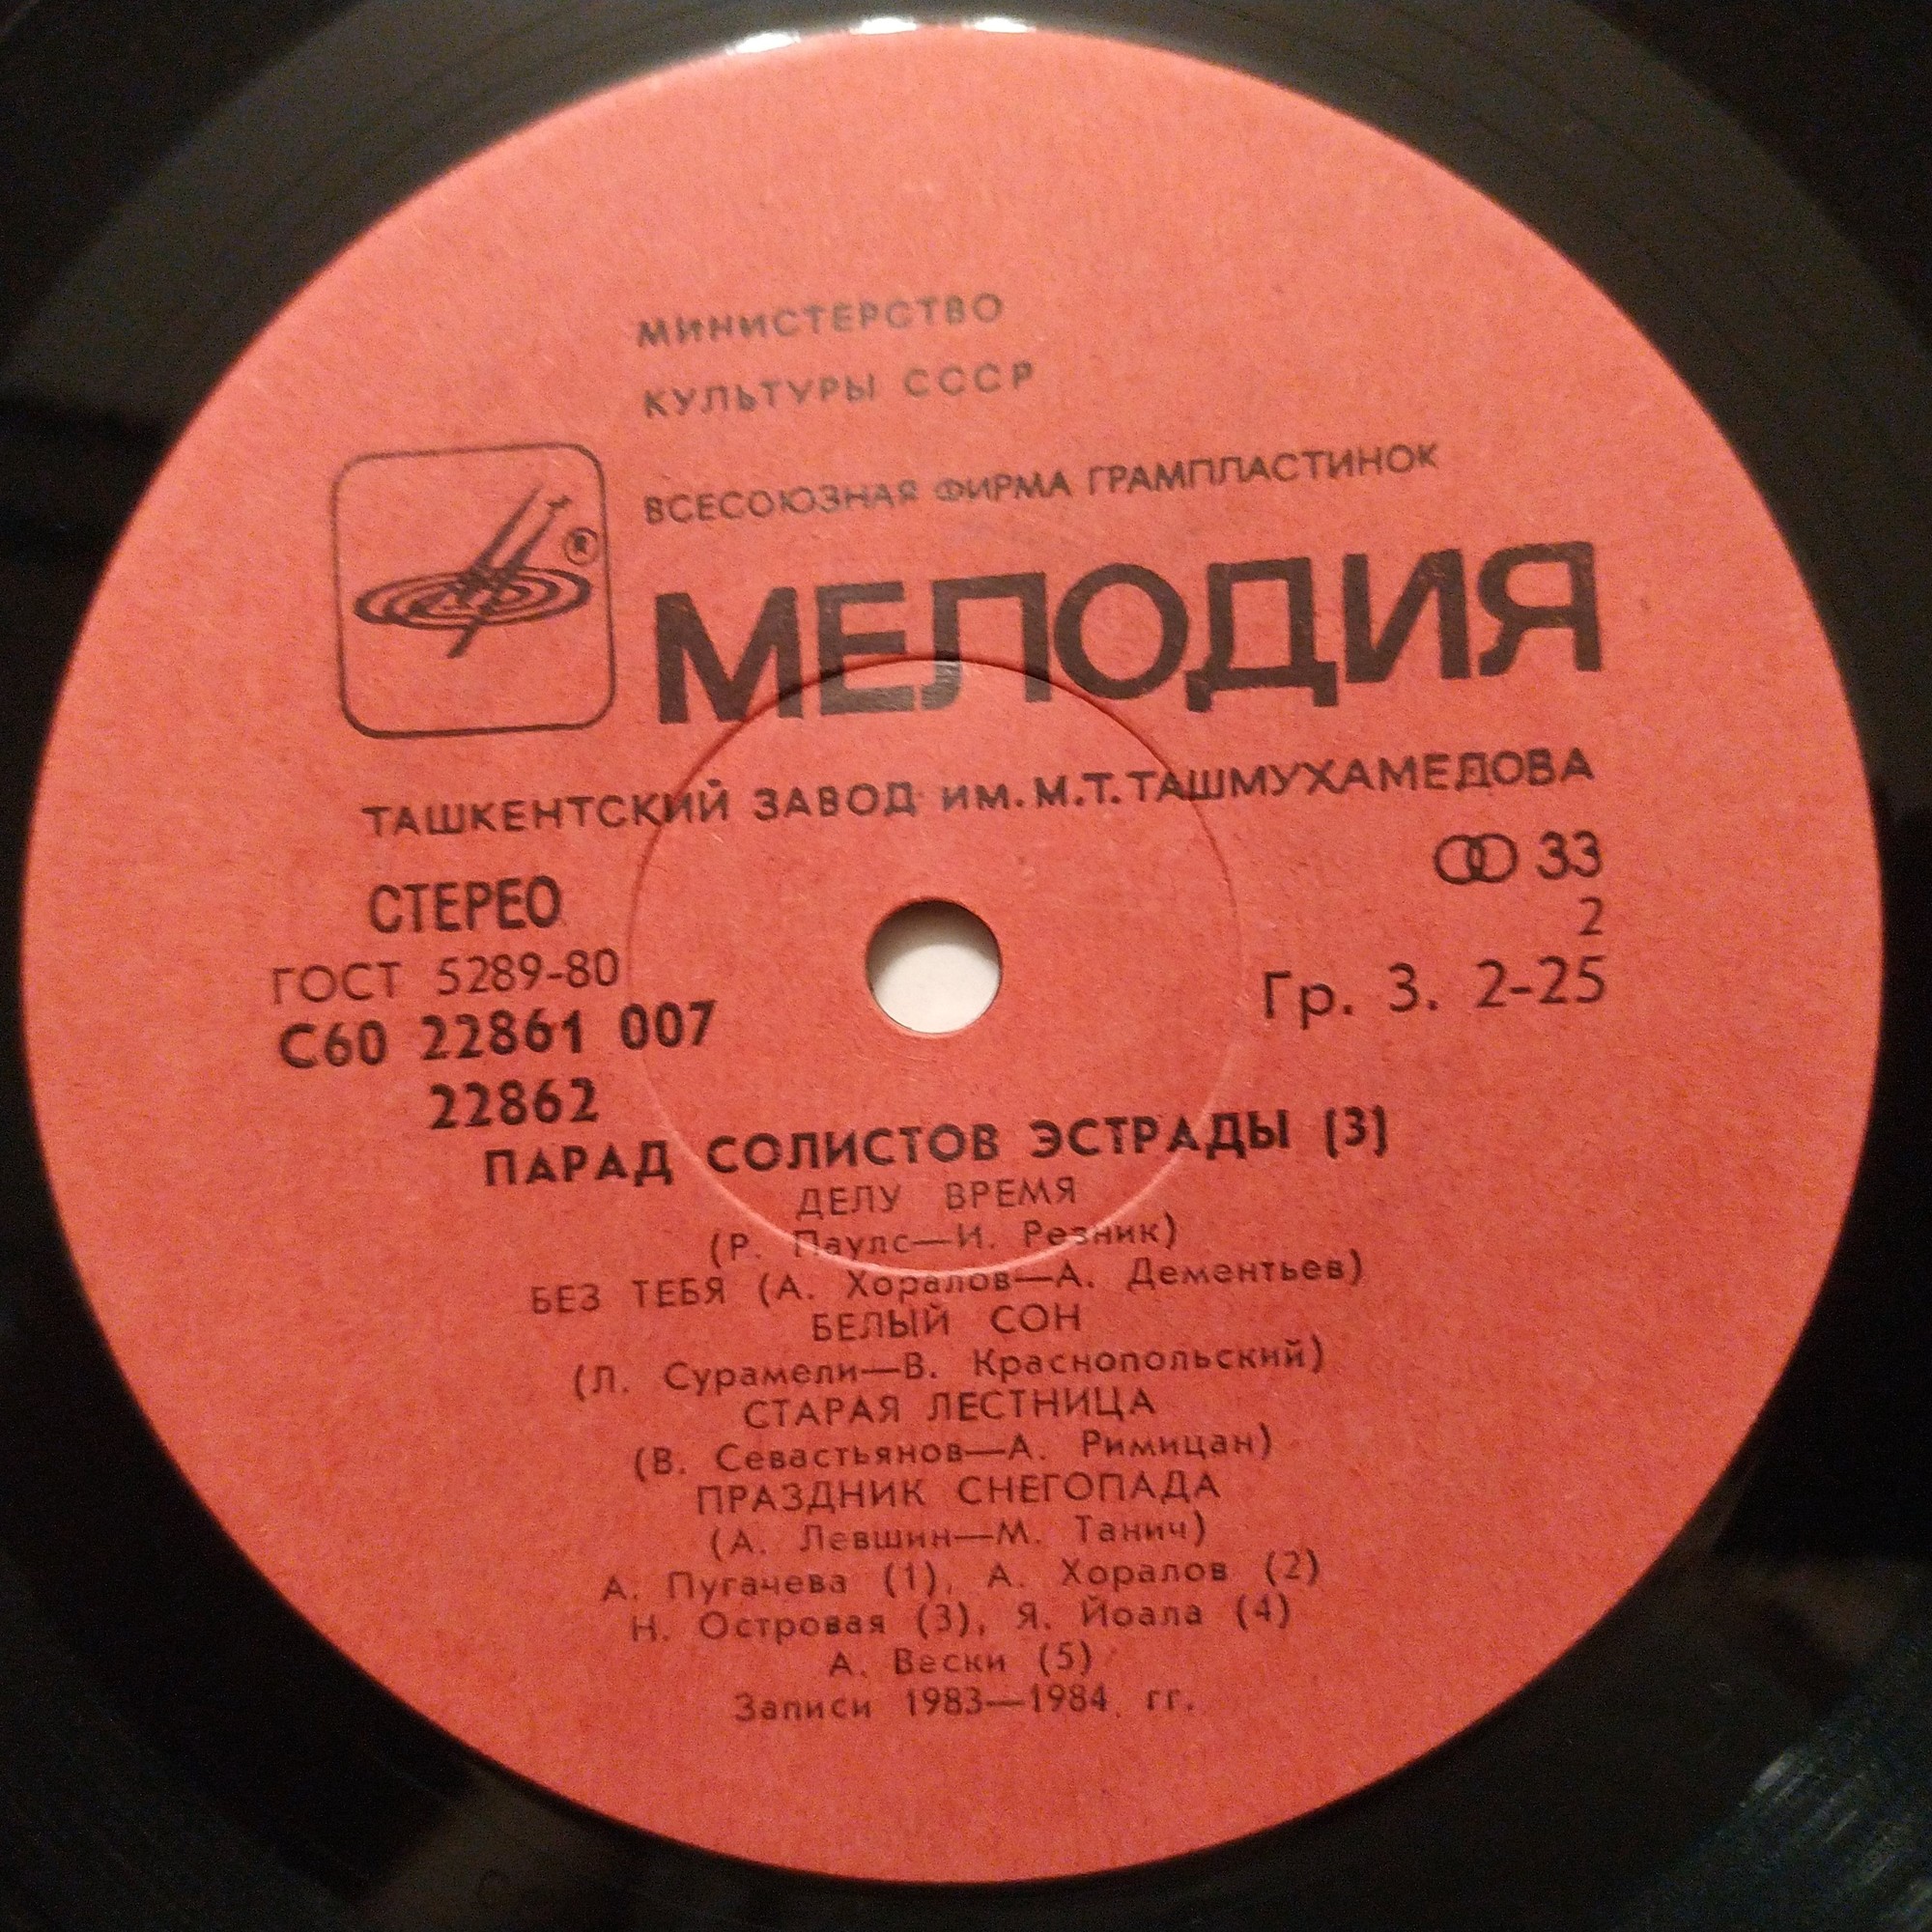 МИНИСТЕРСТВО
КУЛЬТУРЫ СССР
ВСЕСОЮЗНАЯ ФИРМА ГРАМПЛАСТИНОК
®
МЕЛОДИЯ
ТАШКЕНТСКИЙ ЗАВОД им. М.Т. ТАШМУХАМЕДОВА
СТЕРЕО
33
2
ГОСТ 5289-80
Гр. 3. 2-25
С60 22861 007
22862
ПАРАД СОЛИСТОВ ЭСТРАДЫ (3)
ДЕЛУ ВРЕМЯ
(Р. Паулс—И. Резник)
БЕЗ ТЕБЯ (А. Хоралов—А. Дементьев)
БЕЛЫЙ СОН
(Л. Сурамели—В. Краснопольский)
СТАРАЯ ЛЕСТНИЦА
(В. Севастьянов—А. Римицан)
ПРАЗДНИК СНЕГОПАДА
(А. Левшин—М. Танич)
А. Пугачева (1), А. Хоралов (2)
Н. Островая (3), Я. Йоала (4)
А. Вески (5)
Записи 1983—1984 гг.